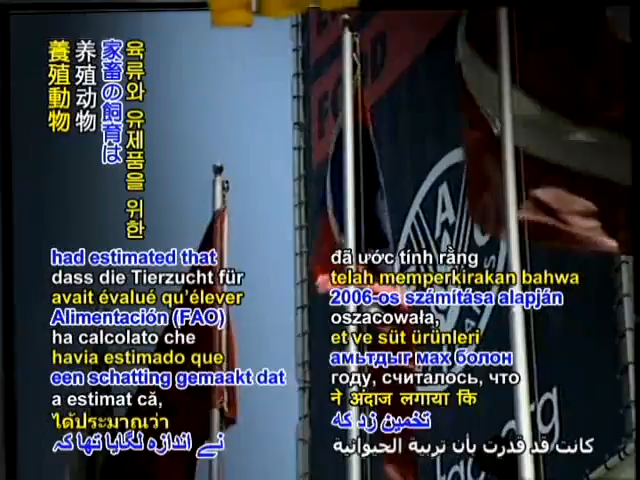 養殖動物
养殖动物
家畜の飼育は
육류와 유제품을 위한
had estimated that
dass die Tierzucht für
avait évalué qu'élever
Alimentación (FAO)
ha calcolato che
havia estimado que
een schatting gemaakt dat
a estimat că,
ได้ประมาณว่า
نے اندازہ لگایا تھا کہ
đã ước tính rằng
telah memperkirakan bahwa
2006-os számítása alapján
oszacowała,
et ve süt ürünleri
амьтдыг мах болон
году, считалось, что
ने अंदाज लगाया कि
تخمین زد که
كانت قد قدرت بأن تربية الحيوانية